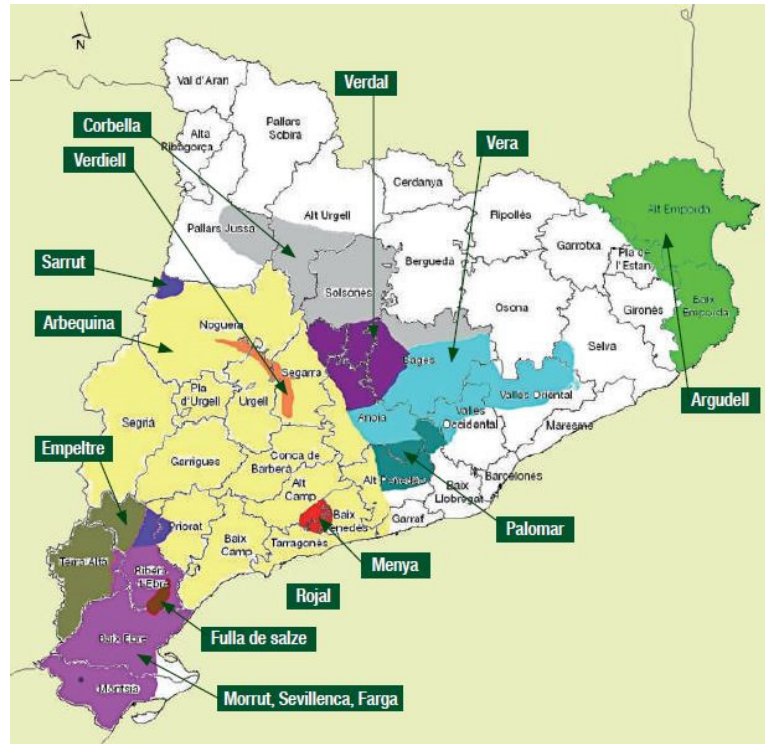 N
Val d'Aran
Verdal
Corbella
Pallars
Sobirà
Alta
Ribagorça
Vera
Verdiell
Cerdanya
Alt Urgell
Ripollès
Alt Empordà
Pallars Jussà
Garrotxa
Pla de
l'Estany
Berguedà
Sarrut
Solsonès
Gironès
Baix
Empordà
Osona
Arbequina
Noguera
Selva
Bages
Segarra
Pla
d'Urgell
Urgell
Valles Oriental
Argudell
Anoia
Valles
Occidental
Segrià
Maresme
Empeltre
Garrigues
Conca de
Barberà
Barcelonès
Alt
Camp
Alt Penedès
Baix
Llobregat
Priorat
Baix
Penedès
Garraf
Palomar
Baix
Camp
Tarragonès
Terra Alta
Menya
Ribera
d'Ebre
Rojal
Fulla de salze
Baix Ebre
Montsià
Morrut, Sevillenca, Farga